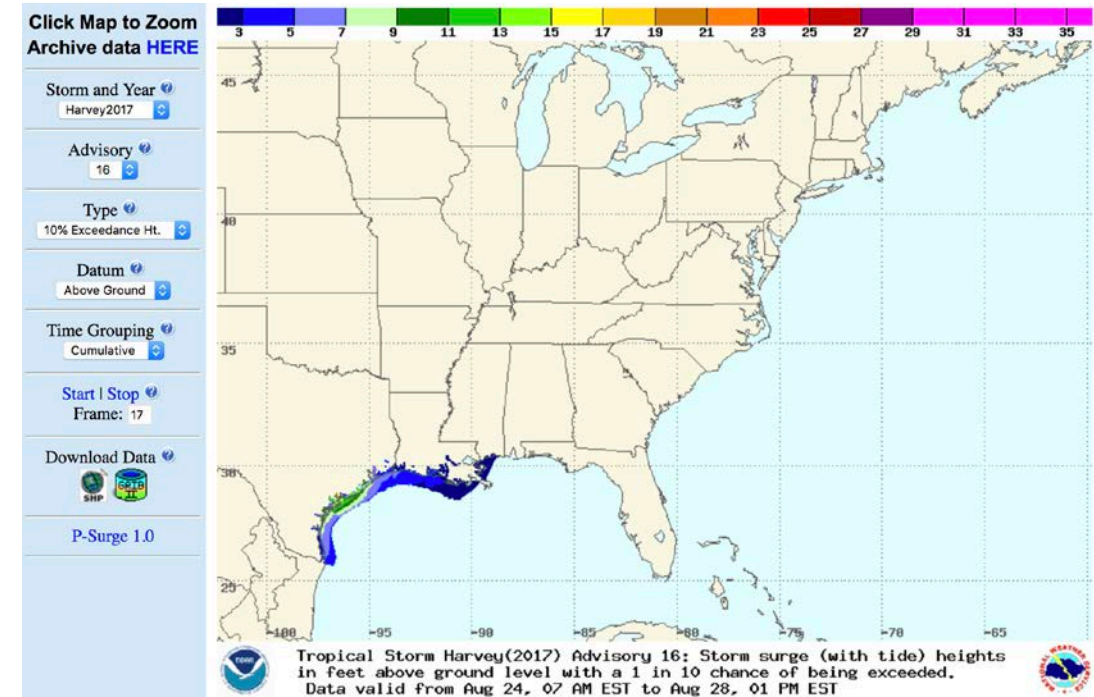 Click Map to Zoom
Archive data HERE
Storm and Year ?
Harvey2017
Advisory ?
16
Type ?
10% Exceedance Ht.
Datum ?
Above Ground
Time Grouping ?
Cumulative
Start | Stop ?
Frame: 17
Download Data ?
SHP
GRIB
II
P-Surge 1.0
3 5 7 9 11 13 15 17 19 21 23 25 27 29 31 33 35
45
40
35
30
25
-100 -95 -90 -85 -80 -75 -70 -65
noaa
Tropical Storm Harvey(2017) Advisory 16: Storm surge (with tide) heights
in feet above ground level with a 1 in 10 chance of being exceeded.
Data valid from Aug 24, 07 AM EST to Aug 28, 01 PM EST